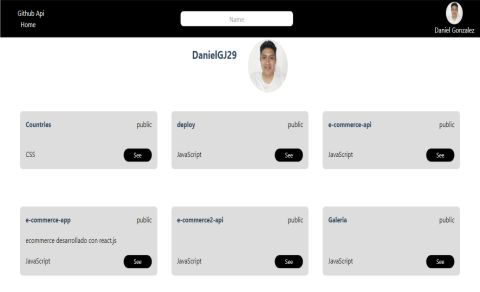 Github Api
Home
Name
Daniel Gonzalez
DanielGJ29
Countries public
CSS See
deploy public
JavaScript See
e-commerce-api public
JavaScript See
e-commerce-app public
ecommerce desarrollado con react.js
JavaScript See
e-commerce2-api public
JavaScript See
Galeria public
JavaScript See